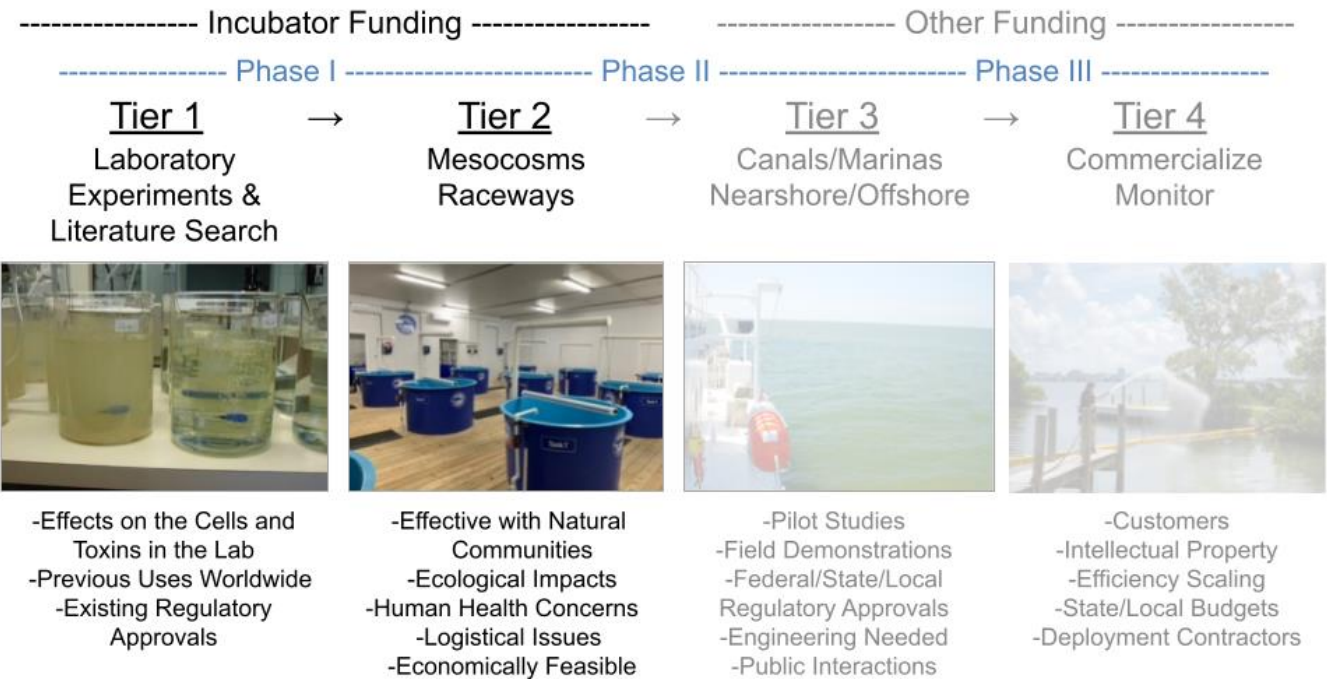 ----------------- Incubator Funding -----------------
----------------- Other Funding -----------------
----------------- Phase I ------------------------ Phase II ------------------------ Phase III ----------------
Tier 1 → Tier 2 → Tier 3 → Tier 4
Laboratory
Experiments &
Literature Search
Mesocosms
Raceways
Canals/Marinas
Nearshore/Offshore
Commercialize
Monitor
-Effects on the Cells and
Toxins in the Lab
-Previous Uses Worldwide
-Existing Regulatory
Approvals
-Effective with Natural
Communities
-Ecological Impacts
-Human Health Concerns
-Logistical Issues
-Economically Feasible
-Pilot Studies
-Field Demonstrations
-Federal/State/Local
Regulatory Approvals
-Engineering Needed
-Public Interactions
-Customers
-Intellectual Property
-Efficiency Scaling
-State/Local Budgets
-Deployment Contractors